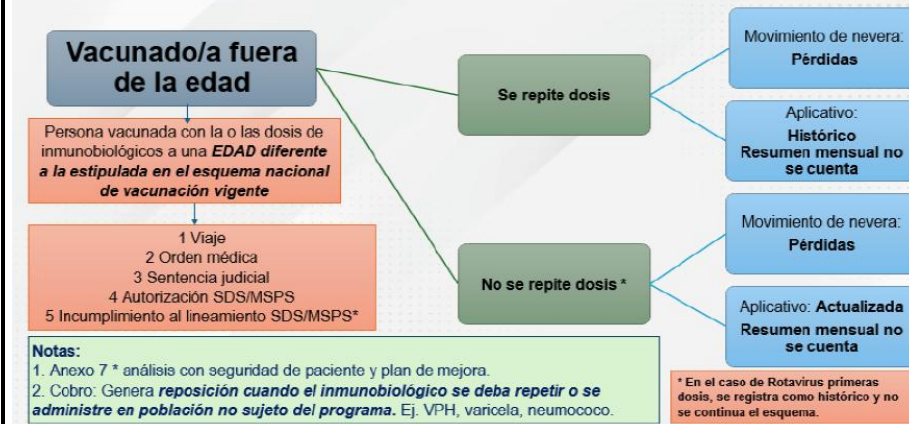 Vacunado/a fuera
de la edad
Persona vacunada con la o las dosis de
inmunobiológicos a una EDAD diferente
a la estipulada en el esquema nacional
de vacunación vigente
1 Viaje
2 Orden médica
3 Sentencia judicial
4 Autorización SDS/MSPS
5 Incumplimiento al lineamiento SDS/MSPS*
Se repite dosis
Movimiento de nevera:
Pérdidas
Aplicativo:
Histórico
Resumen mensual no
se cuenta
No se repite dosis *
Movimiento de nevera:
Pérdidas
Aplicativo: Actualizada
Resumen mensual no
se cuenta
Notas:
1. Anexo 7 * análisis con seguridad de paciente y plan de mejora.
2. Cobro: Genera reposición cuando el inmunobiológico se deba repetir o se
administre en población no sujeto del programa. Ej. VPH, varicela, neumococo.
* En el caso de Rotavirus primeras
dosis, se registra como histórico y no
se continua el esquema.